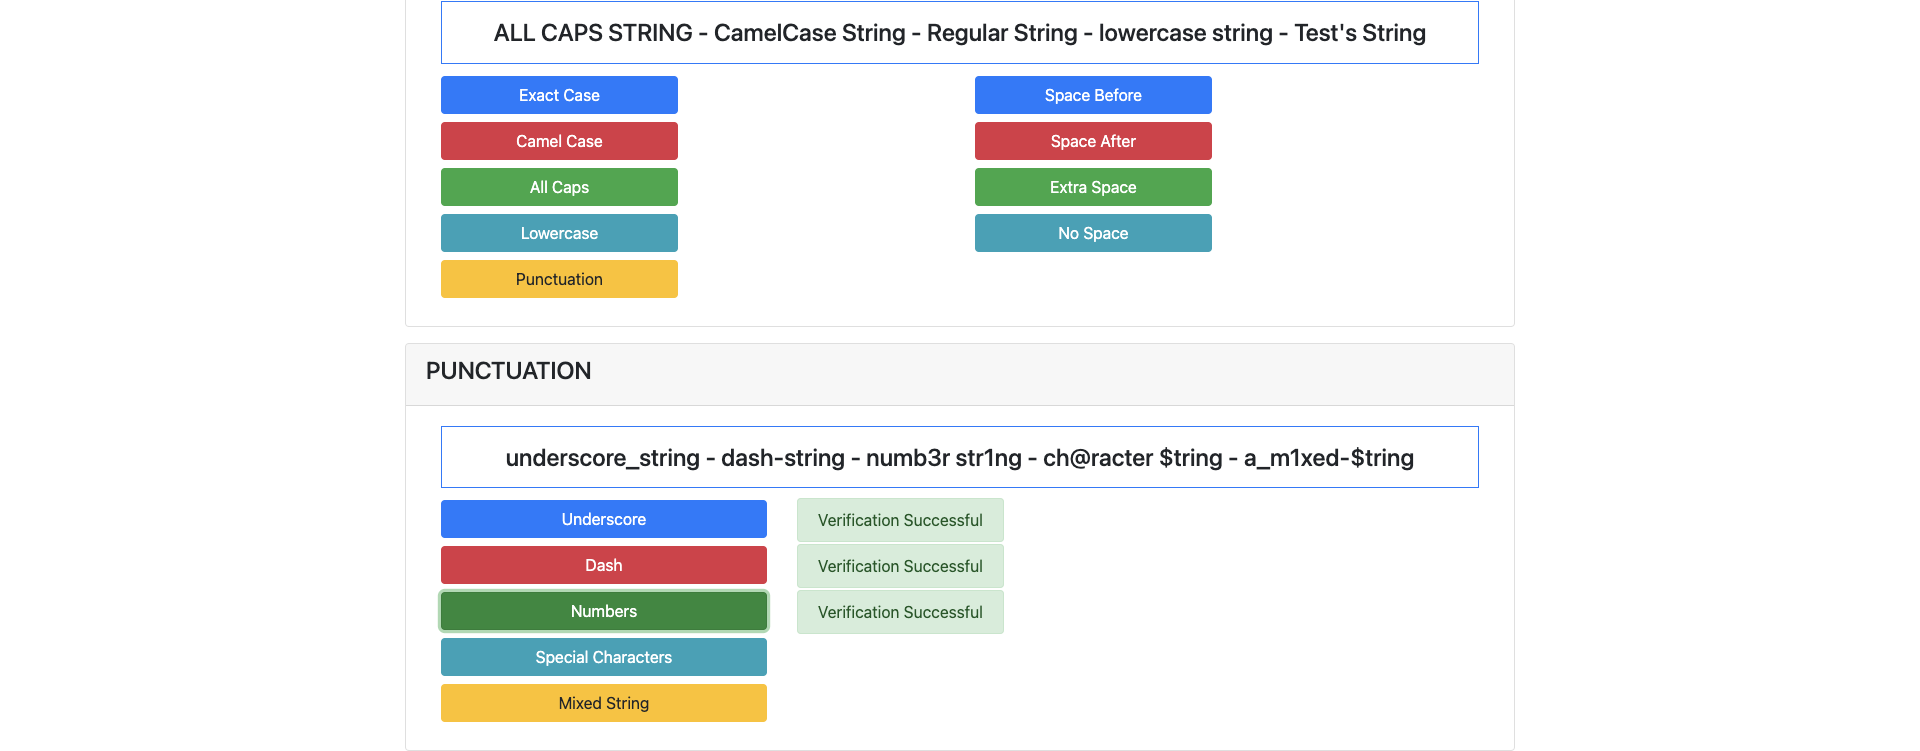 ALL CAPS STRING - CamelCase String - Regular String - lowercase string - Test's String
Exact Case
Space Before
Camel Case
Space After
All Caps
Extra Space
Lowercase
No Space
Punctuation
PUNCTUATION
underscore_string - dash-string - numb3r str1ng - ch@racter $tring - a_m1xed-$tring
Underscore
Verification Successful
Dash
Verification Successful
Numbers
Verification Successful
Special Characters
Mixed String